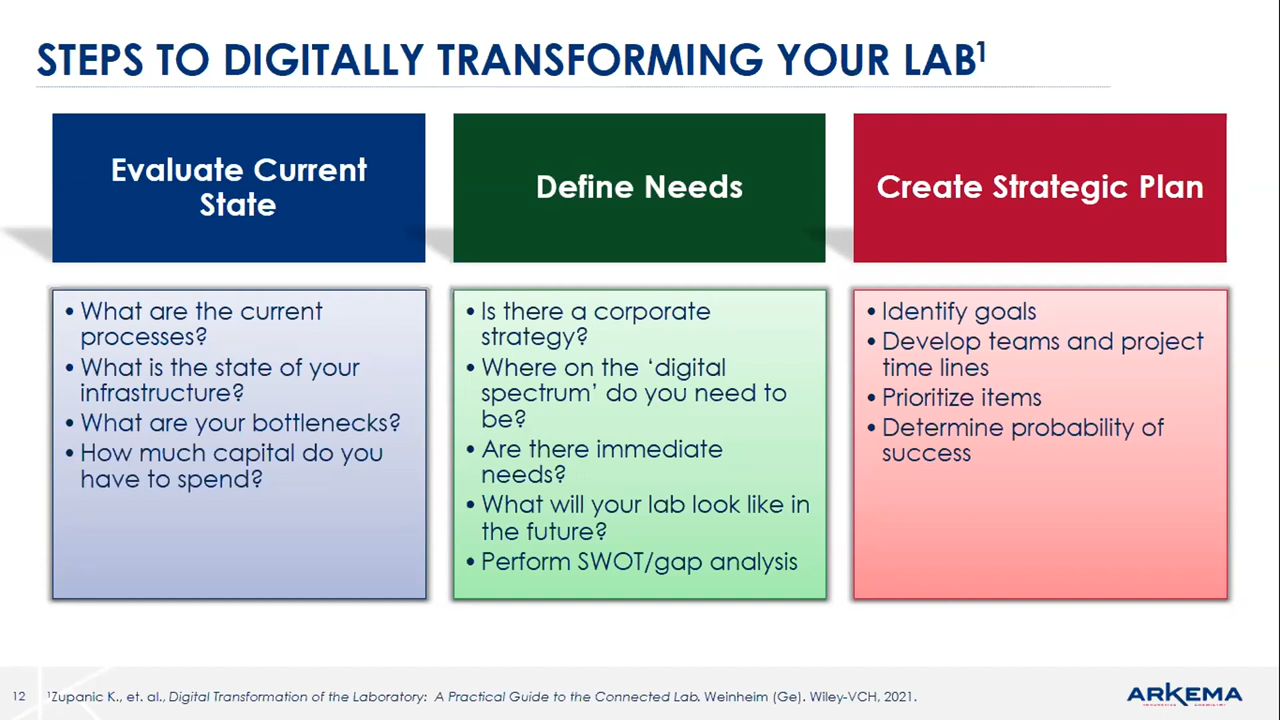 STEPS TO DIGITALLY TRANSFORMING YOUR LAB¹
Evaluate Current
State
• What are the current
processes?
• What is the state of your
infrastructure?
• What are your bottlenecks?
• How much capital do you
have to spend?
Define Needs
• Is there a corporate
strategy?
• Where on the ‘digital
spectrum’ do you need to
be?
• Are there immediate
needs?
• What will your lab look like in
the future?
• Perform SWOT/gap analysis
Create Strategic Plan
• Identify goals
• Develop teams and project
time lines
• Prioritize items
• Determine probability of
success
12
¹Zupanic K., et. al., Digital Transformation of the Laboratory: A Practical Guide to the Connected Lab. Weinheim (Ge). Wiley-VCH, 2021.
ARKEMA